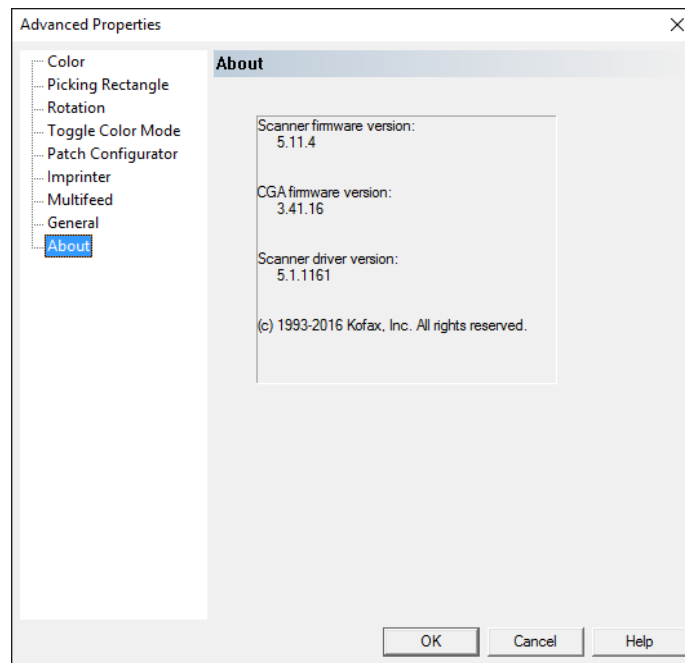 Advanced Properties
Color
Picking Rectangle
Rotation
Toggle Color Mode
Patch Configurator
Imprinter
Multifeed
General
About
About
Scanner firmware version:
5.11.4
CGA firmware version:
3.41.16
Scanner driver version:
5.1.1161
(c) 1993-2016 Kofax, Inc. All rights reserved.
OK
Cancel
Help